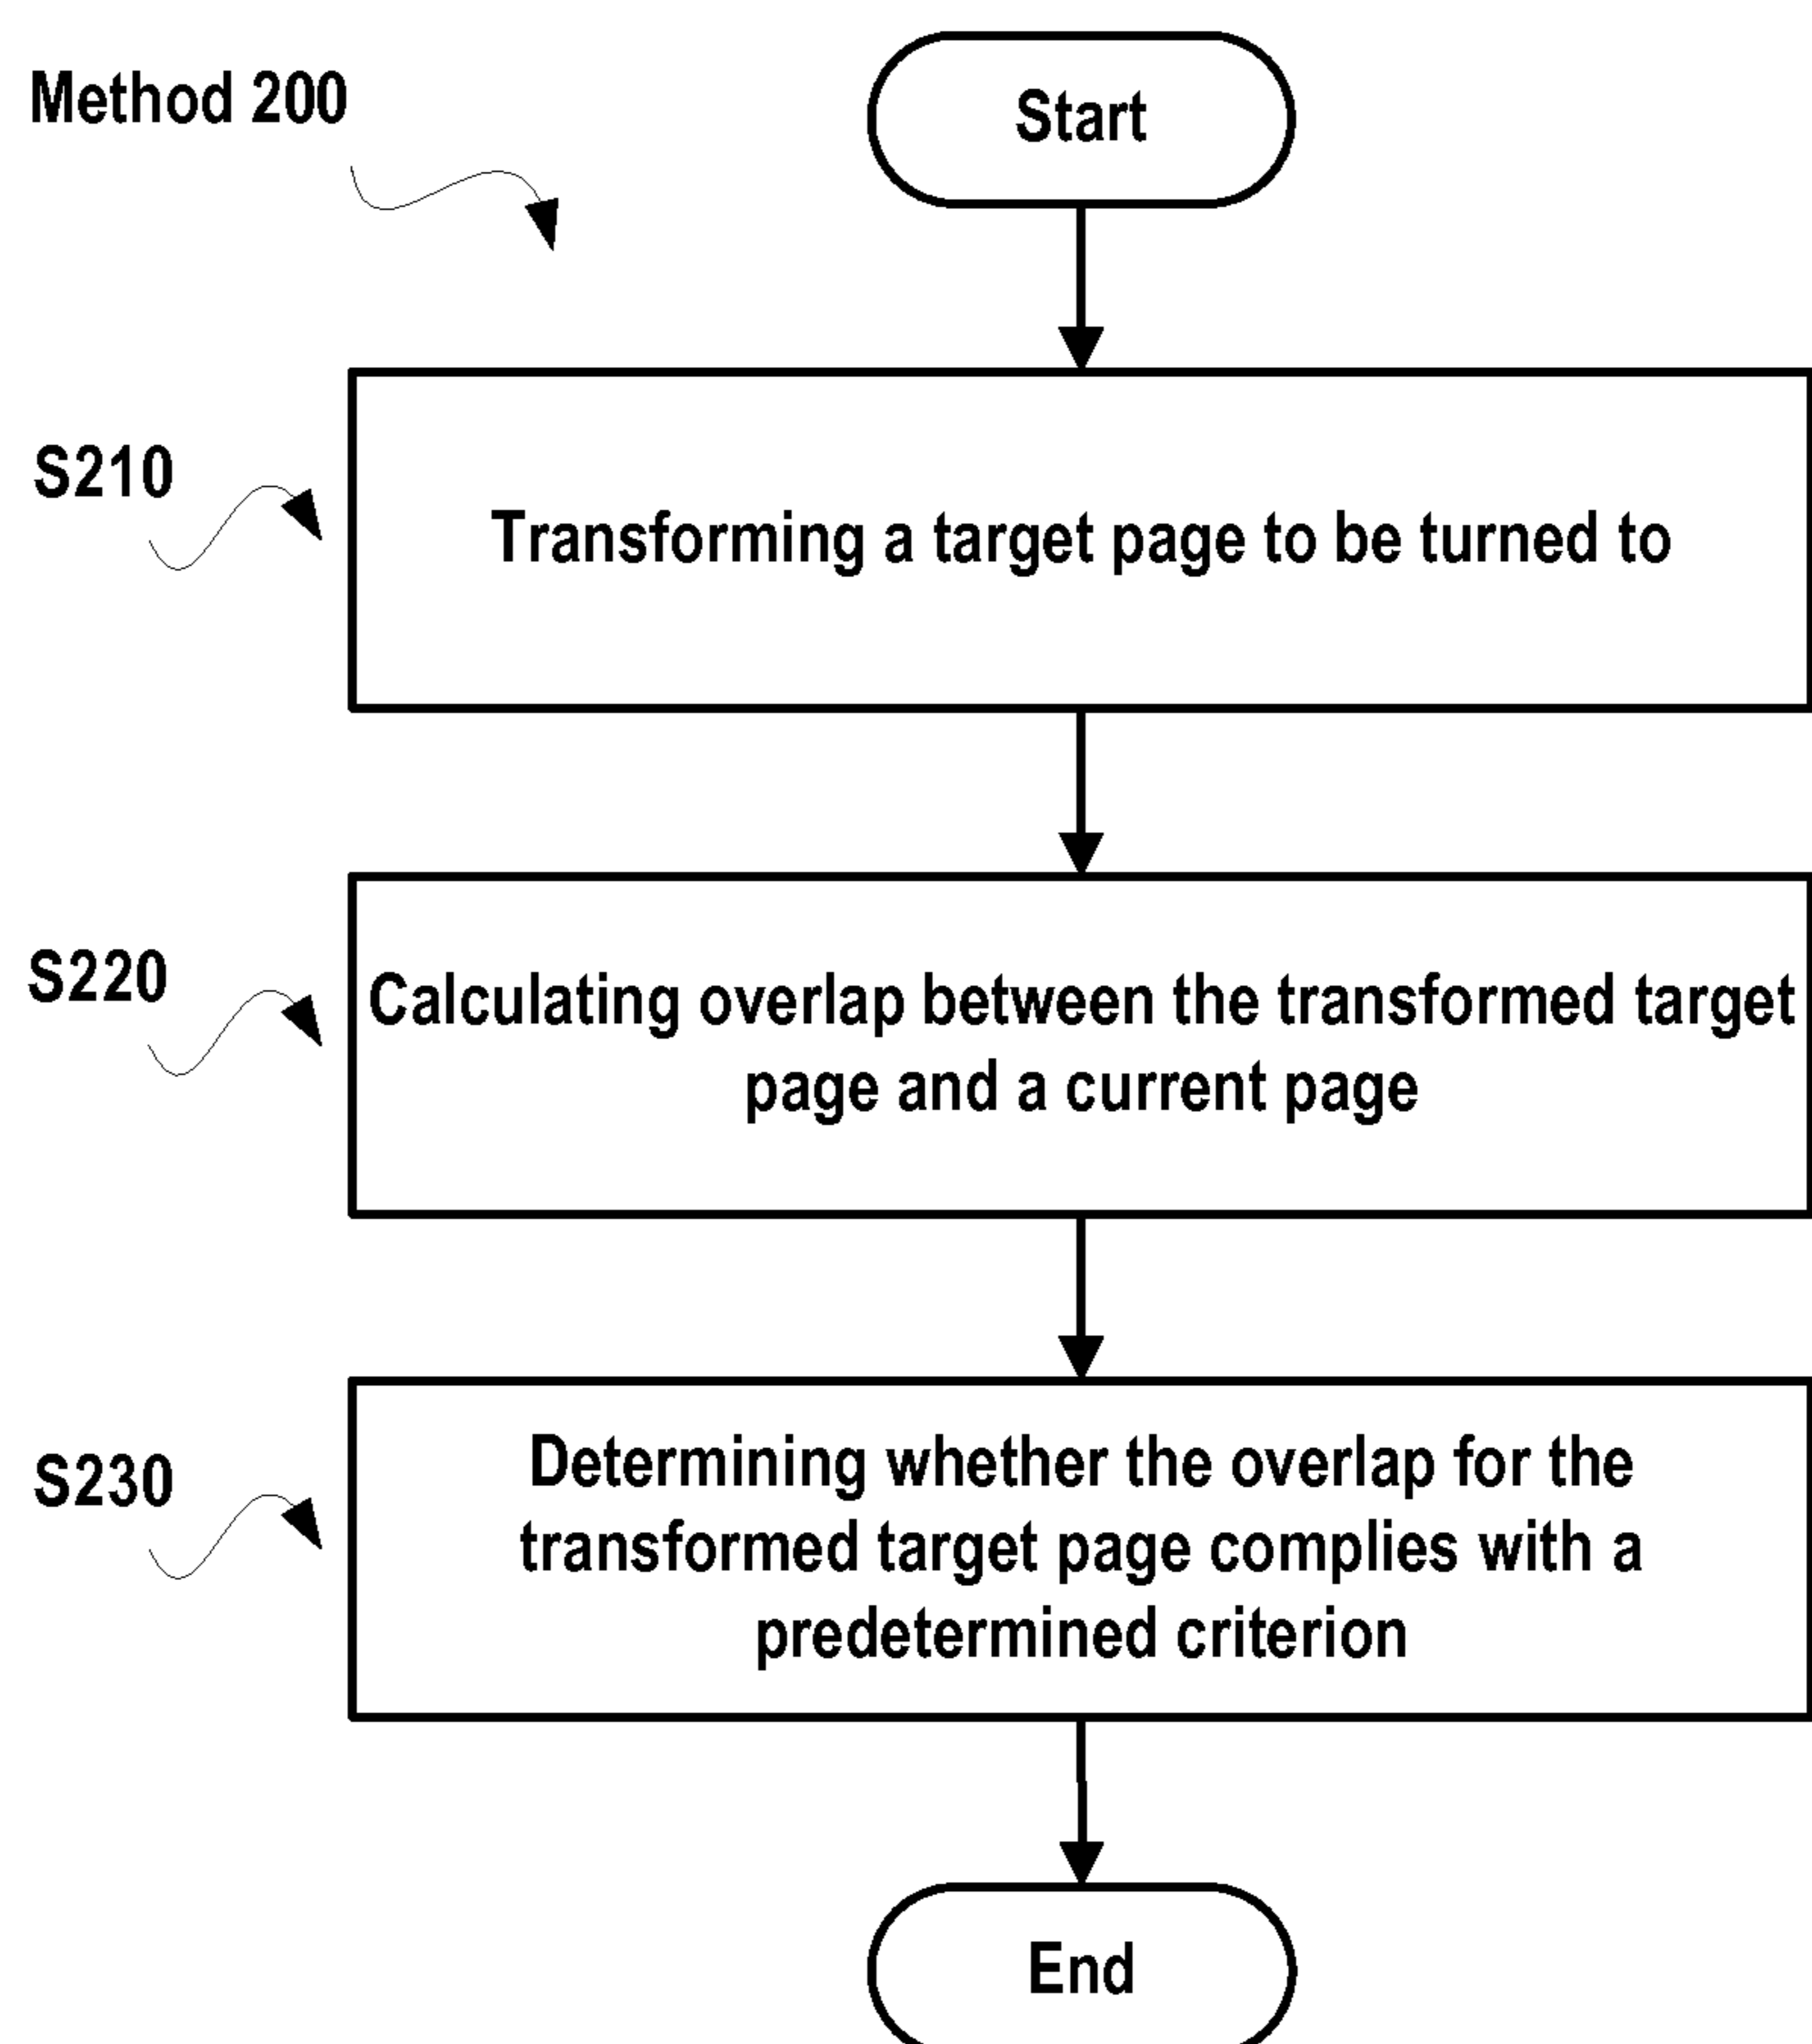 Method 200
Start
S210
Transforming a target page to be turned to
S220
Calculating overlap between the transformed target
page and a current page
S230
Determining whether the overlap for the
transformed target page complies with a
predetermined criterion
End